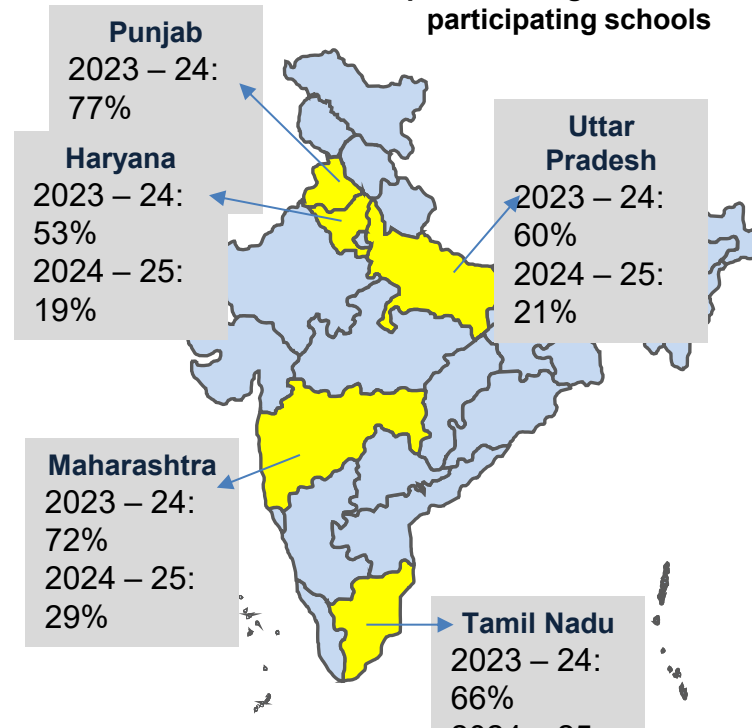 participating schools
Punjab
2023 – 24:
77%
Haryana
2023 – 24:
53%
2024 – 25:
19%
Uttar
Pradesh
2023 – 24:
60%
2024 – 25:
21%
Maharashtra
2023 – 24:
72%
2024 – 25:
29%
Tamil Nadu
2023 – 24:
66%